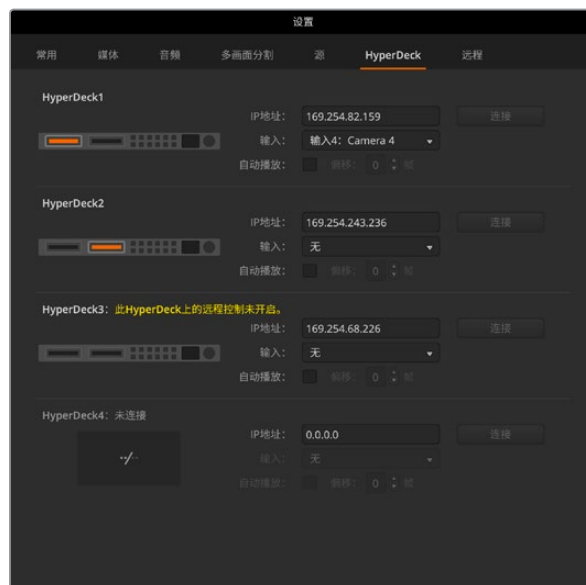 设置
常用 媒体 音频 多画面分割 源 HyperDeck 远程
HyperDeck1
IP地址： 169.254.82.159 连接
输入： 输入4：Camera 4
自动播放： 偏移： 0 帧
HyperDeck2
IP地址： 169.254.243.236 连接
输入： 无
自动播放： 偏移： 0 帧
HyperDeck3：此HyperDeck上的远程控制未开启。
IP地址： 169.254.68.226 连接
输入： 无
自动播放： 偏移： 0 帧
HyperDeck4：未连接
IP地址： 0.0.0.0 连接
--/-- 输入： 无
自动播放： 偏移： 0 帧